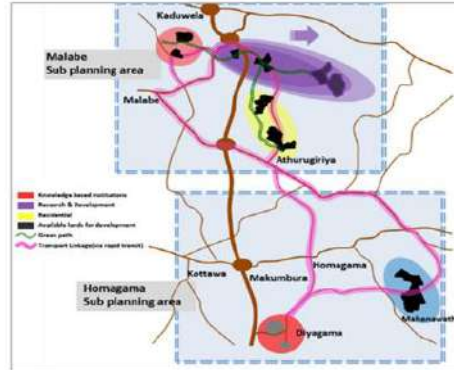 Kaduwela
Malabe
Sub planning area
Malabe
Athurugiriya
Knowledge based institutions
Research & Development
Residential
Available lands for development
Green path
Transport Linkage(via rapid transit)
Kottawa
Makumbura
Homagama
Homagama
Sub planning area
Diyagama